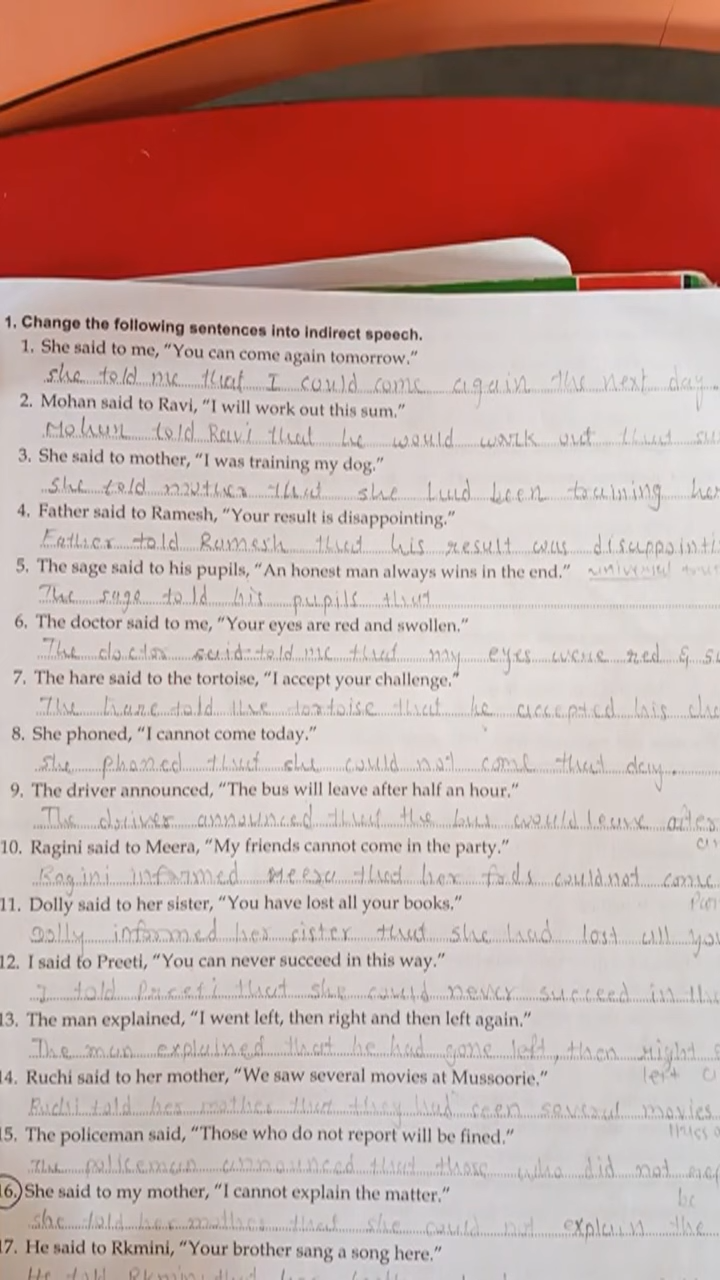 1. Change the following sentences into indirect speech.
1. She said to me, "You can come again tomorrow."
She told me that I could come again the next day.
2. Mohan said to Ravi, "I will work out this sum."
Mohun told Ravi that he would work out that
3. She said to mother, "I was training my dog."
She told mother that she had been training her
4. Father said to Ramesh, "Your result is disappointing."
Father told Ramesh that his result was disappointi
5. The sage said to his pupils, "An honest man always wins in the end." universal
The sage told his pupils that
6. The doctor said to me, "Your eyes are red and swollen."
The doctor said told me that my eyes were red &
7. The hare said to the tortoise, "I accept your challenge."
The hare told the tortoise that he accepted his
8. She phoned, "I cannot come today."
She phoned that she could not come that day.
9. The driver announced, "The bus will leave after half an hour."
The driver announced that the bus would leave after
10. Ragini said to Meera, "My friends cannot come in the party."
Ragini informed Meera that her frds could not come
11. Dolly said to her sister, "You have lost all your books."
Dolly informed her sister that she had lost all
12. I said to Preeti, "You can never succeed in this way."
I told Preeti that she could never succeed in
13. The man explained, "I went left, then right and then left again."
The man explained that he had gone left, then right
left
14. Ruchi said to her mother, "We saw several movies at Mussoorie."
Ruchi told her mother that they had seen several movies
15. The policeman said, "Those who do not report will be fined."
The policeman announced that those who did not
be
16. She said to my mother, "I cannot explain the matter."
She told her mother that she could not explain the
17. He said to Rkmini, "Your brother sang a song here."
He told Rkmini that